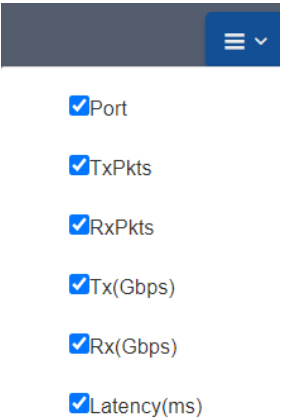 Port
TxPkts
RxPkts
Tx(Gbps)
Rx(Gbps)
Latency(ms)